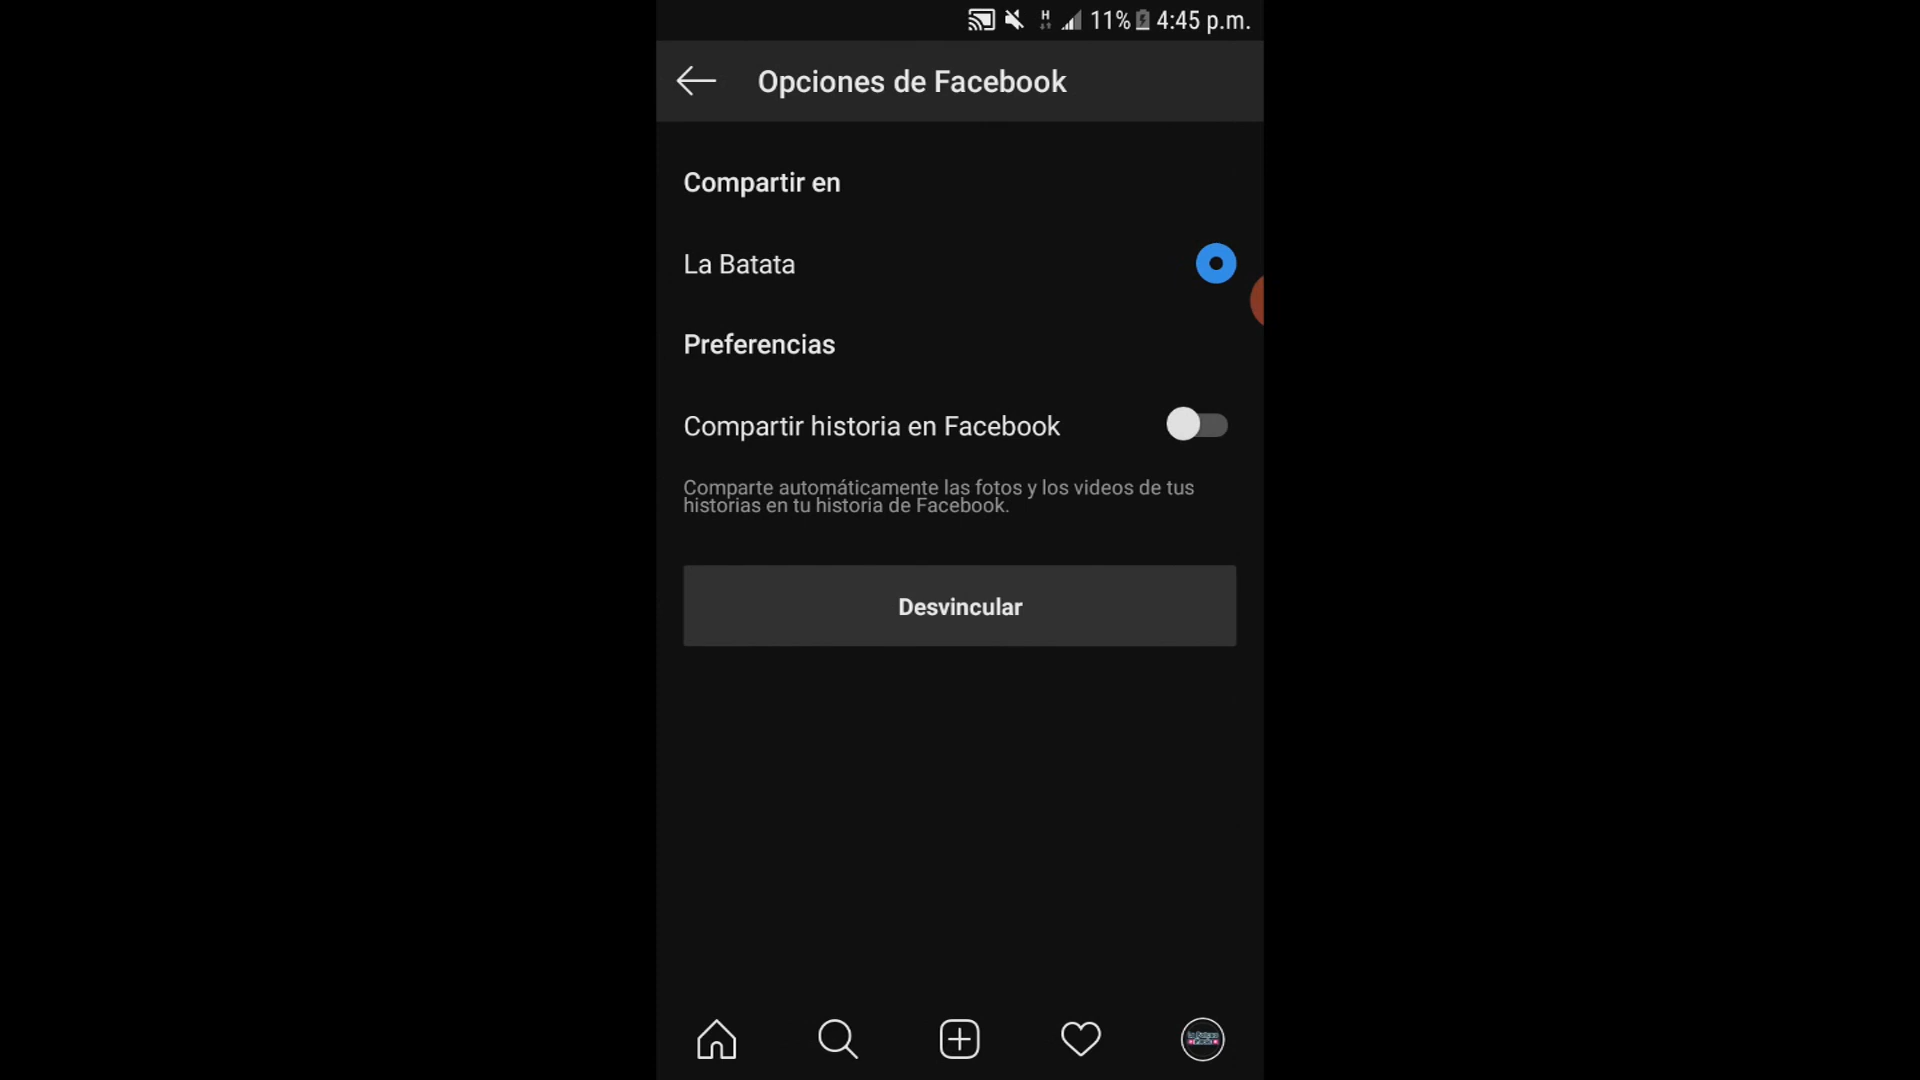 H 11% 4:45 p.m.
Opciones de Facebook
Compartir en
La Batata
Preferencias
Compartir historia en Facebook
Comparte automáticamente las fotos y los videos de tus
historias en tu historia de Facebook.
Desvincular